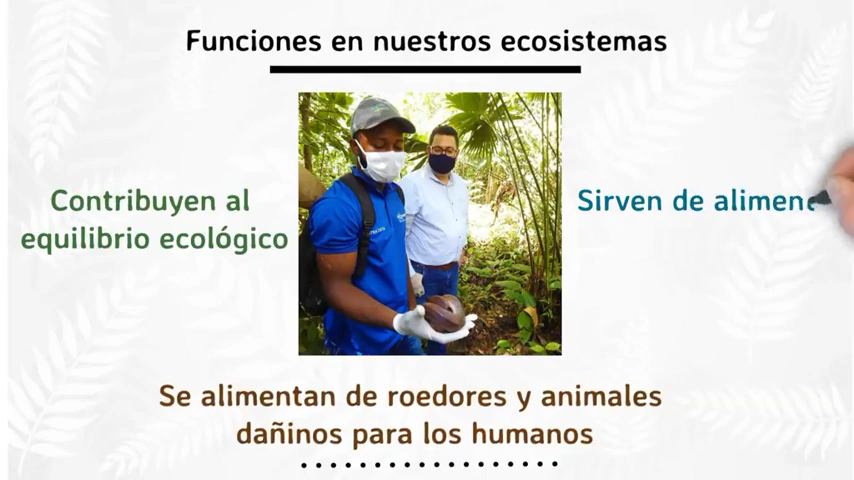 Funciones en nuestros ecosistemas
Contribuyen al
equilibrio ecológico
Sirven de aliment
Se alimentan de roedores y animales
dañinos para los humanos